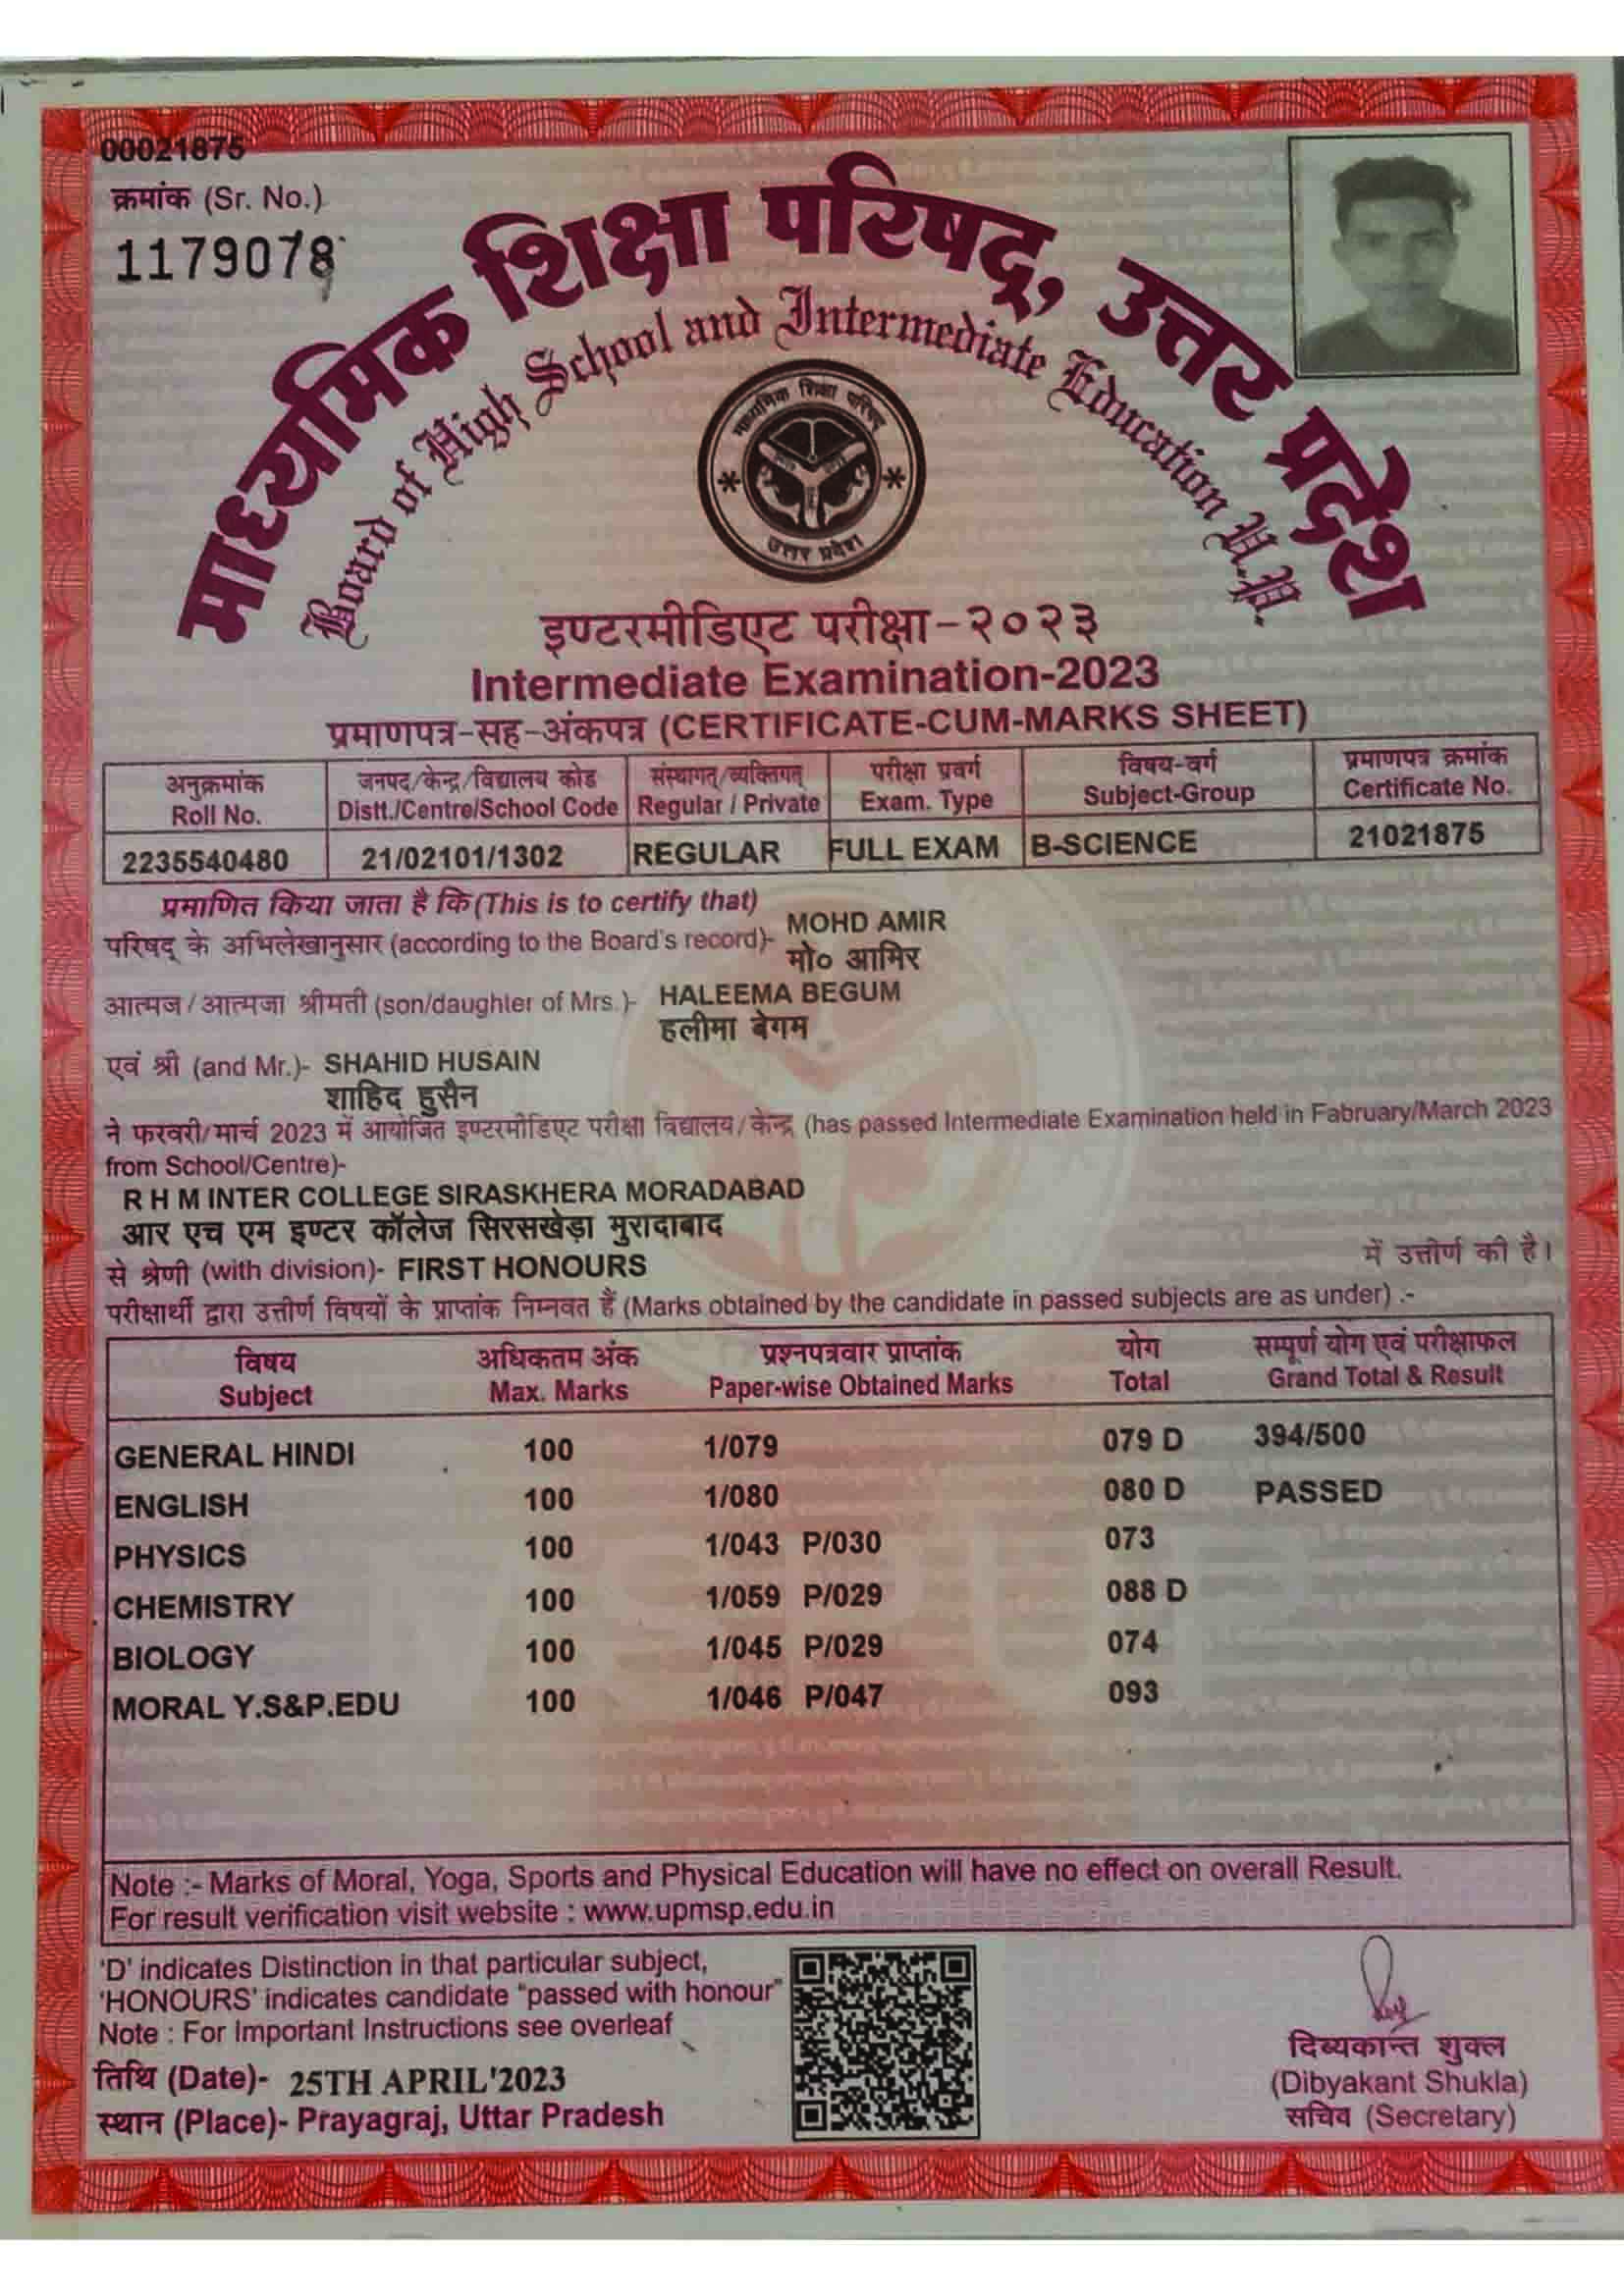 00021875
क्रमांक (Sr. No.)
1179078
माध्यमिक शिक्षा परिषद्, उत्तर प्रदेश
Board of High School and Intermediate Education U.P.
माध्यमिक शिक्षा परिषद्
उत्तर प्रदेश
इण्टरमीडिएट परीक्षा-२०२३
Intermediate Examination-2023
प्रमाणपत्र-सह-अंकपत्र (CERTIFICATE-CUM-MARKS SHEET)
अनुक्रमांक जनपद/केन्द्र/विद्यालय कोड संस्थागत्/व्यक्तिगत् परीक्षा प्रवर्ग विषय-वर्ग प्रमाणपत्र क्रमांक
Roll No. Distt./Centre/School Code Regular / Private Exam. Type Subject-Group Certificate No.
2235540480 21/02101/1302 REGULAR FULL EXAM B-SCIENCE 21021875
प्रमाणित किया जाता है कि (This is to certify that)
परिषद् के अभिलेखानुसार (according to the Board's record)- MOHD AMIR
मो० आमिर
आत्मज/आत्मजा श्रीमती (son/daughter of Mrs.)- HALEEMA BEGUM
हलीमा बेगम
एवं श्री (and Mr.)- SHAHID HUSAIN
शाहिद हुसैन
ने फरवरी/मार्च 2023 में आयोजित इण्टरमीडिएट परीक्षा विद्यालय/केन्द्र (has passed Intermediate Examination held in Fabruary/March 2023
from School/Centre)-
R H M INTER COLLEGE SIRASKHERA MORADABAD
आर एच एम इण्टर कॉलेज सिरसखेड़ा मुरादाबाद
से श्रेणी (with division)- FIRST HONOURS में उत्तीर्ण की है।
परीक्षार्थी द्वारा उत्तीर्ण विषयों के प्राप्तांक निम्नवत हैं (Marks obtained by the candidate in passed subjects are as under) .-
विषय अधिकतम अंक प्रश्नपत्रवार प्राप्तांक योग सम्पूर्ण योग एवं परीक्षाफल
Subject Max. Marks Paper-wise Obtained Marks Total Grand Total & Result
GENERAL HINDI 100 1/079 079 D 394/500
ENGLISH 100 1/080 080 D PASSED
PHYSICS 100 1/043 P/030 073
CHEMISTRY 100 1/059 P/029 088 D
BIOLOGY 100 1/045 P/029 074
MORAL Y.S&P.EDU 100 1/046 P/047 093
Note :- Marks of Moral, Yoga, Sports and Physical Education will have no effect on overall Result.
For result verification visit website : www.upmsp.edu.in
'D' indicates Distinction in that particular subject,
'HONOURS' indicates candidate "passed with honour"
Note : For Important Instructions see overleaf
तिथि (Date)- 25TH APRIL'2023
स्थान (Place)- Prayagraj, Uttar Pradesh
दिब्यकान्त शुक्ल
(Dibyakant Shukla)
सचिव (Secretary)